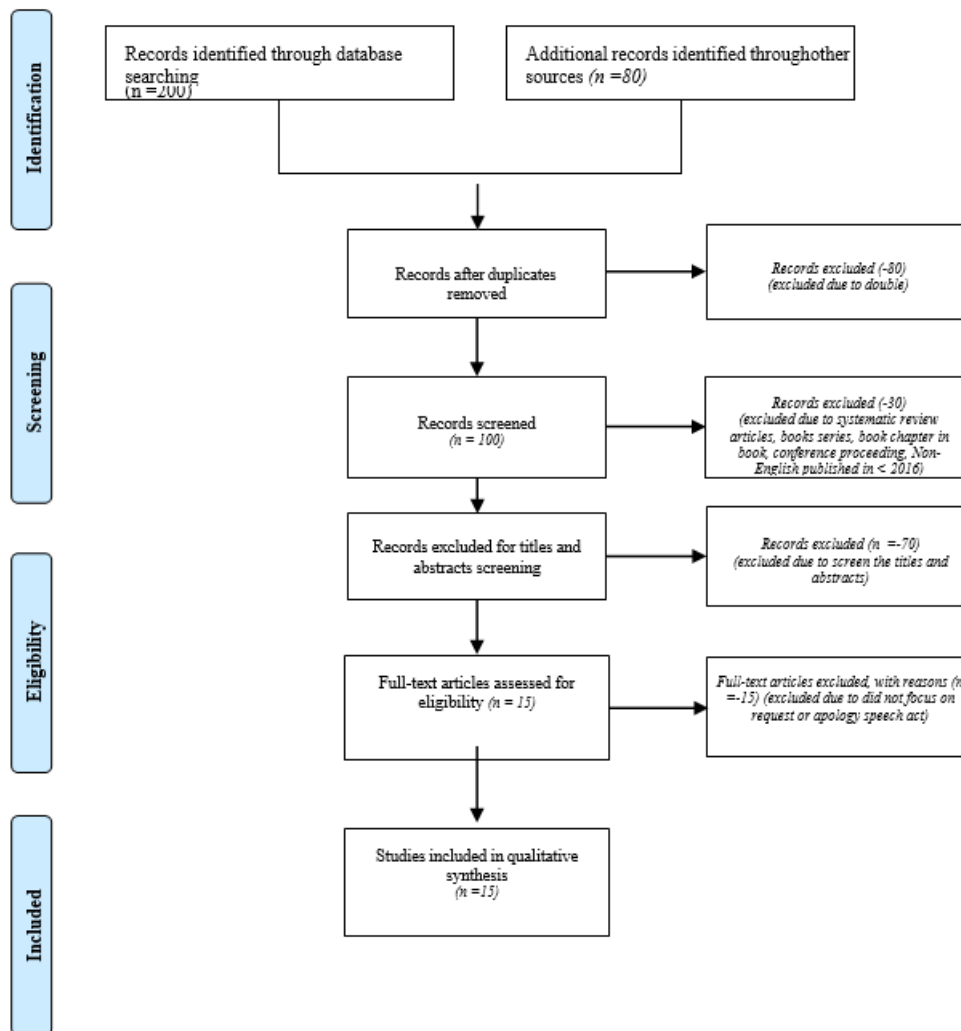 Identification
Records identified through database
searching
(n =200)
Additional records identified throughother
sources (n =80)
Records after duplicates
removed
Records excluded (-80)
(excluded due to double)
Screening
Records screened
(n = 100)
Records excluded (-30)
(excluded due to systematic review
articles, books series, book chapter in
book, conference proceeding, Non-
English published in < 2016)
Records excluded for titles and
abstracts screening
Records excluded (n =-70)
(excluded due to screen the titles and
abstracts)
Eligibility
Full-text articles assessed for
eligibility (n = 15)
Full-text articles excluded, with reasons (n
=-15) (excluded due to did not focus on
request or apology speech act)
Included
Studies included in qualitative
synthesis
(n =15)